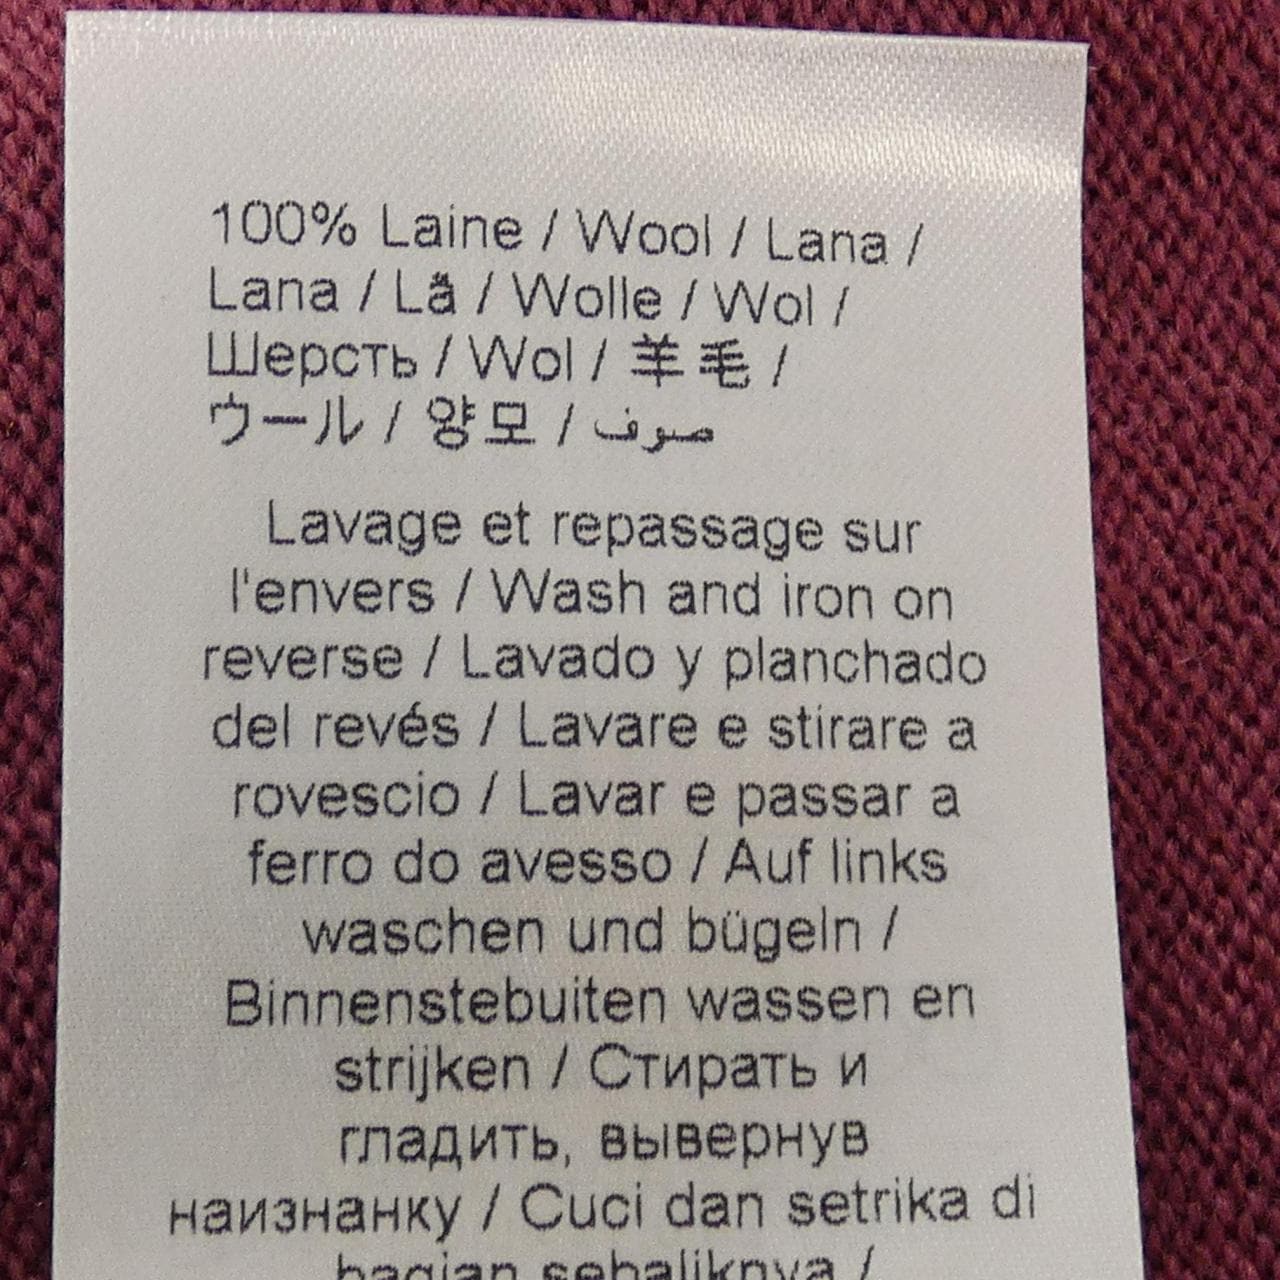 100% Laine / Wool / Lana /
Lana / Lã / Wolle / Wol /
Шерсть / Wol / 羊毛 /
ウール / 양모 / صوف
Lavage et repassage sur
l'envers / Wash and iron on
reverse / Lavado y planchado
del revés / Lavare e stirare a
rovescio / Lavar e passar a
ferro do avesso / Auf links
waschen und bügeln /
Binnenstebuiten wassen en
strijken / Стирать и
гладить, вывернув
наизнанку / Cuci dan setrika di
bagian sebaliknya /